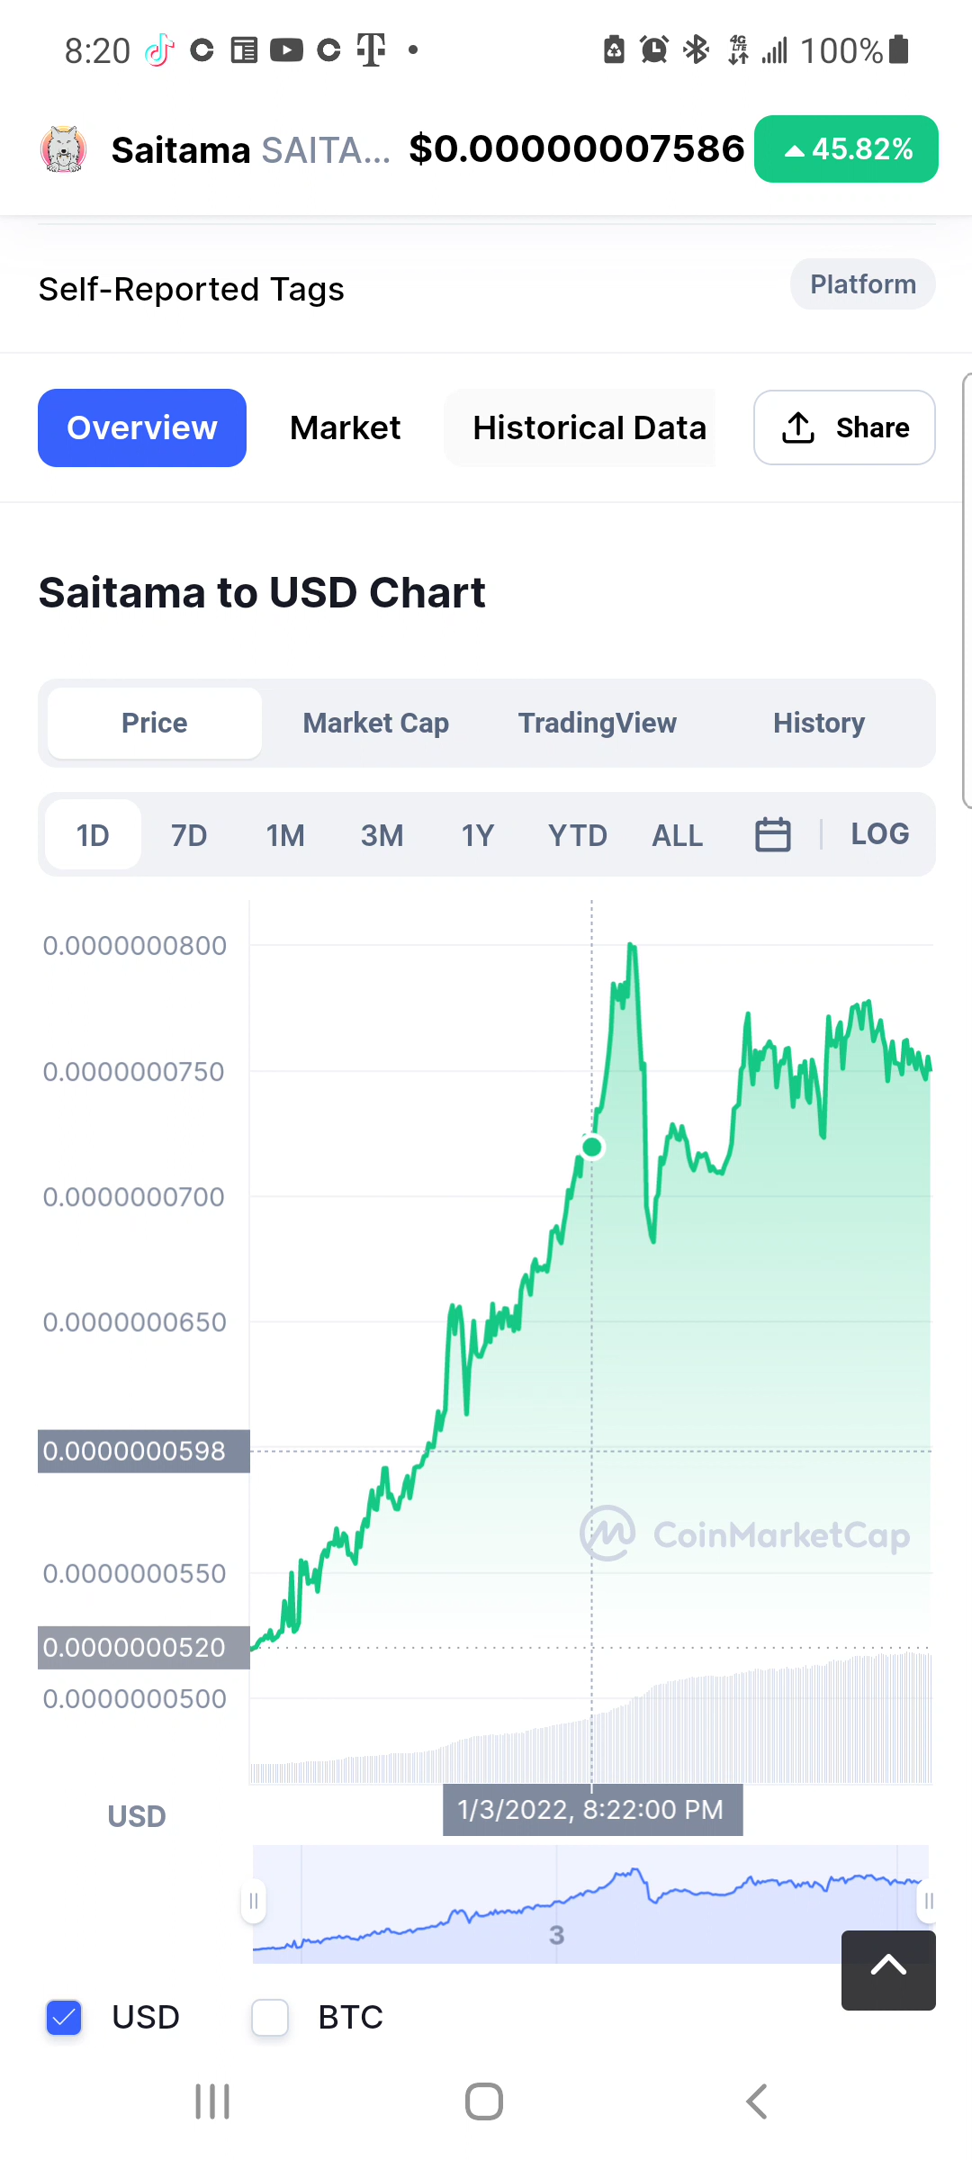 8:20 100%
Saitama SAITA... $0.00000007586 45.82%
Self-Reported Tags Platform
Overview Market Historical Data Share
Saitama to USD Chart
Price Market Cap TradingView History
1D 7D 1M 3M 1Y YTD ALL LOG
0.0000000800
0.0000000750
0.0000000700
0.0000000650
0.0000000598
CoinMarketCap
0.0000000550
0.0000000520
0.0000000500
1/3/2022, 8:22:00 PM
USD
3
USD BTC